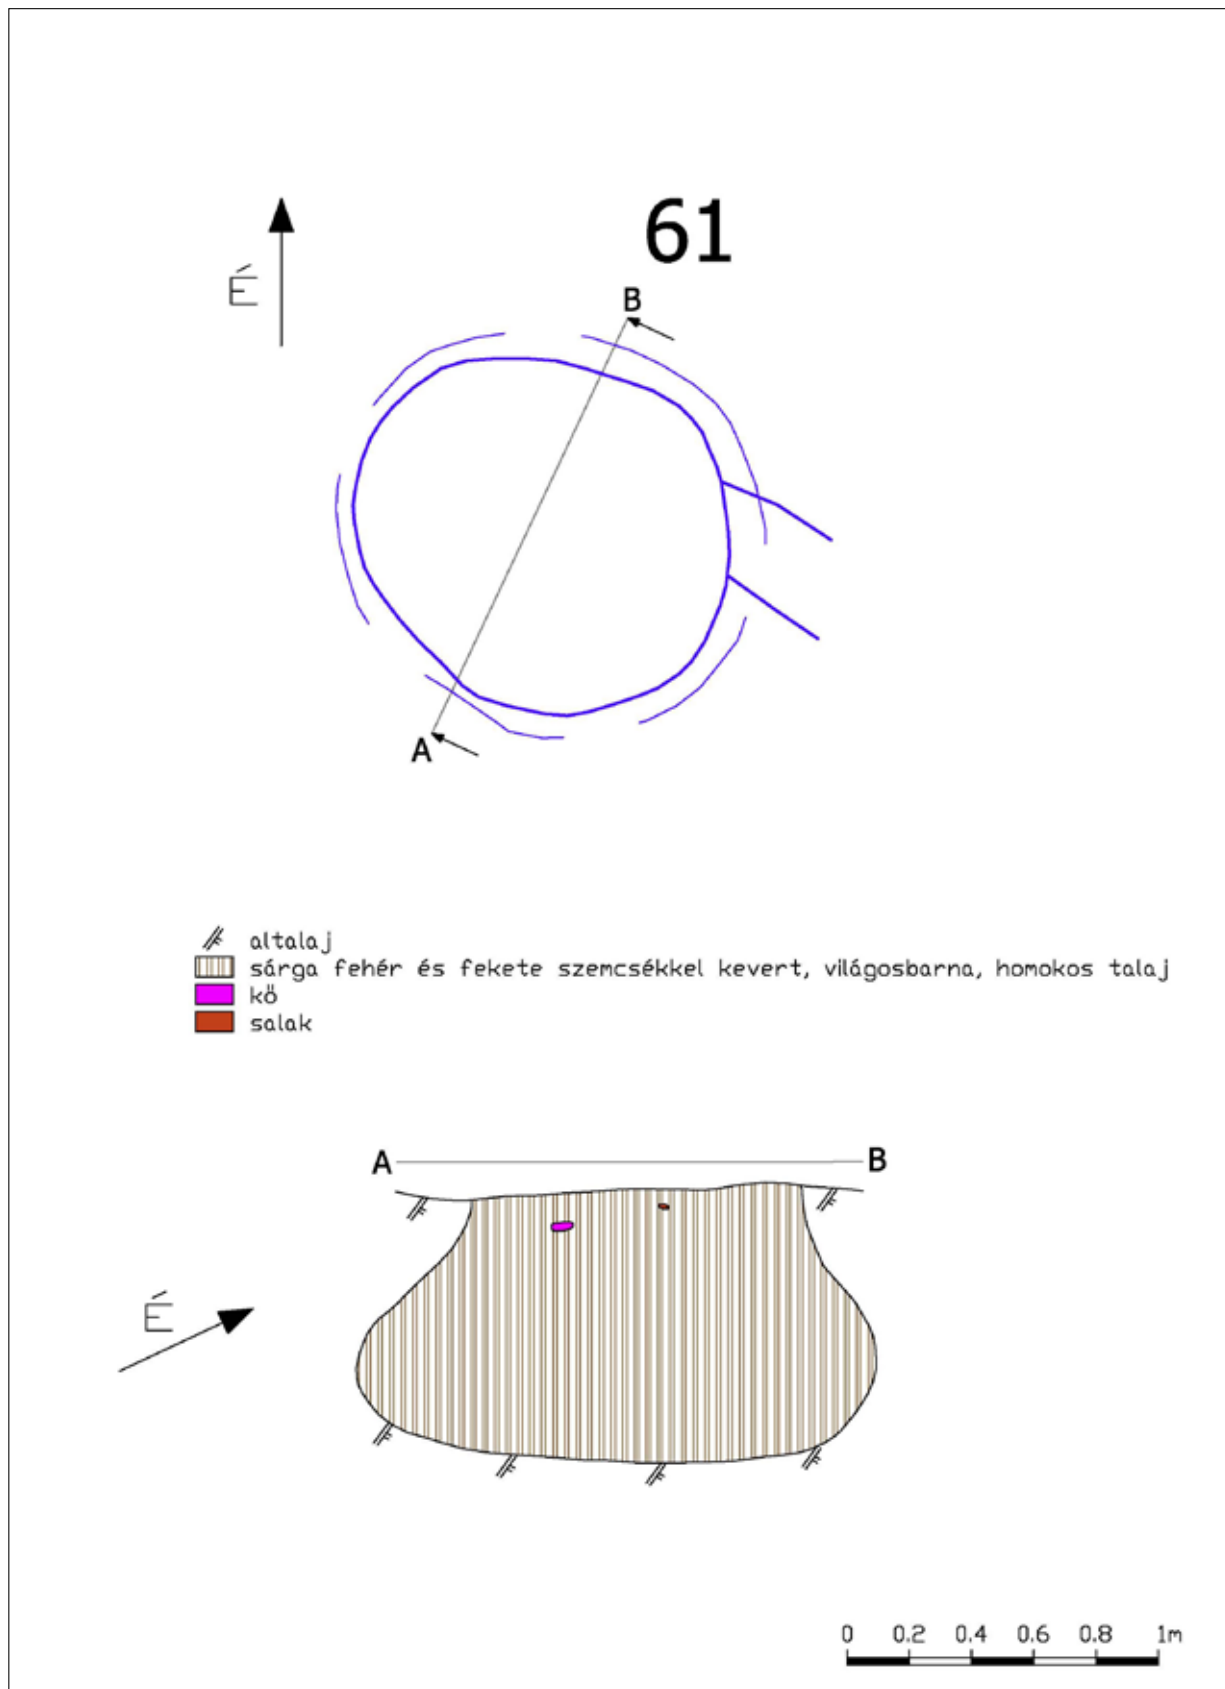 61
É
B
A
altalaj
sárga fehér és fekete szemcsékkel kevert, világosbarna, homokos talaj
kő
salak
A B
É
0 0.2 0.4 0.6 0.8 1m